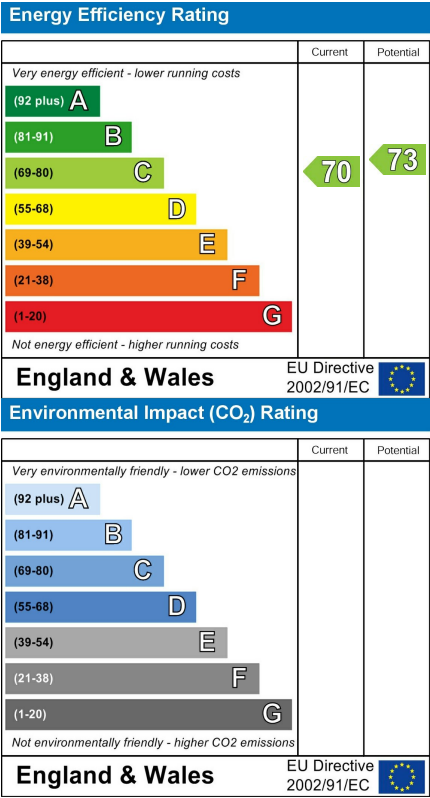 Energy Efficiency Rating
Current Potential
Very energy efficient - lower running costs
(92 plus) A
(81-91) B
(69-80) C
70 73
(55-68) D
(39-54) E
(21-38) F
(1-20) G
Not energy efficient - higher running costs
England & Wales
EU Directive
2002/91/EC
Environmental Impact (CO₂) Rating
Current Potential
Very environmentally friendly - lower CO2 emissions
(92 plus) A
(81-91) B
(69-80) C
(55-68) D
(39-54) E
(21-38) F
(1-20) G
Not environmentally friendly - higher CO2 emissions
England & Wales
EU Directive
2002/91/EC